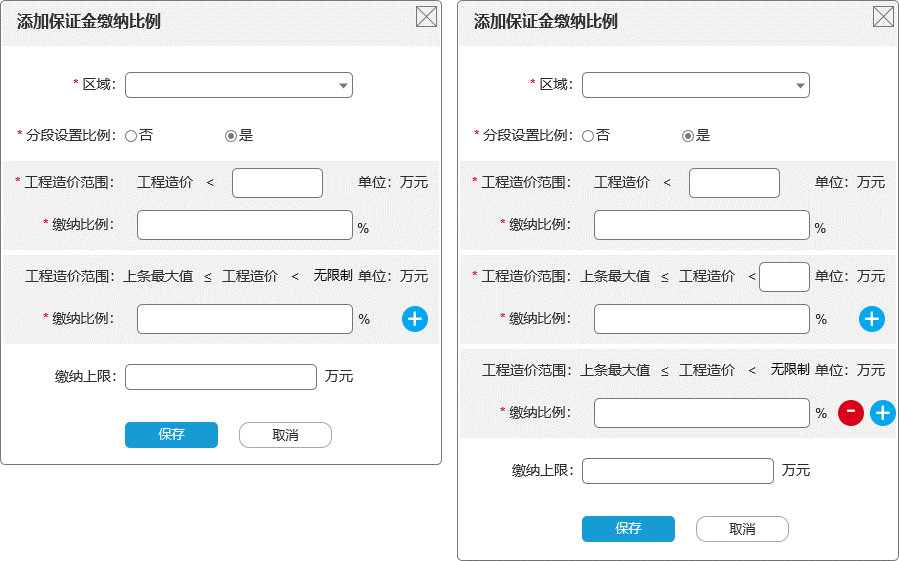 添加保证金缴纳比例
* 区域：
* 分段设置比例： 否 是
* 工程造价范围： 工程造价 < 单位：万元
* 缴纳比例： %
工程造价范围：上条最大值 ≤ 工程造价 < 无限制 单位：万元
* 缴纳比例： % +
缴纳上限： 万元
保存 取消
添加保证金缴纳比例
* 区域：
* 分段设置比例： 否 是
* 工程造价范围： 工程造价 < 单位：万元
* 缴纳比例： %
* 工程造价范围：上条最大值 ≤ 工程造价 < 单位：万元
* 缴纳比例： % +
工程造价范围：上条最大值 ≤ 工程造价 < 无限制 单位：万元
* 缴纳比例： % - +
缴纳上限： 万元
保存 取消